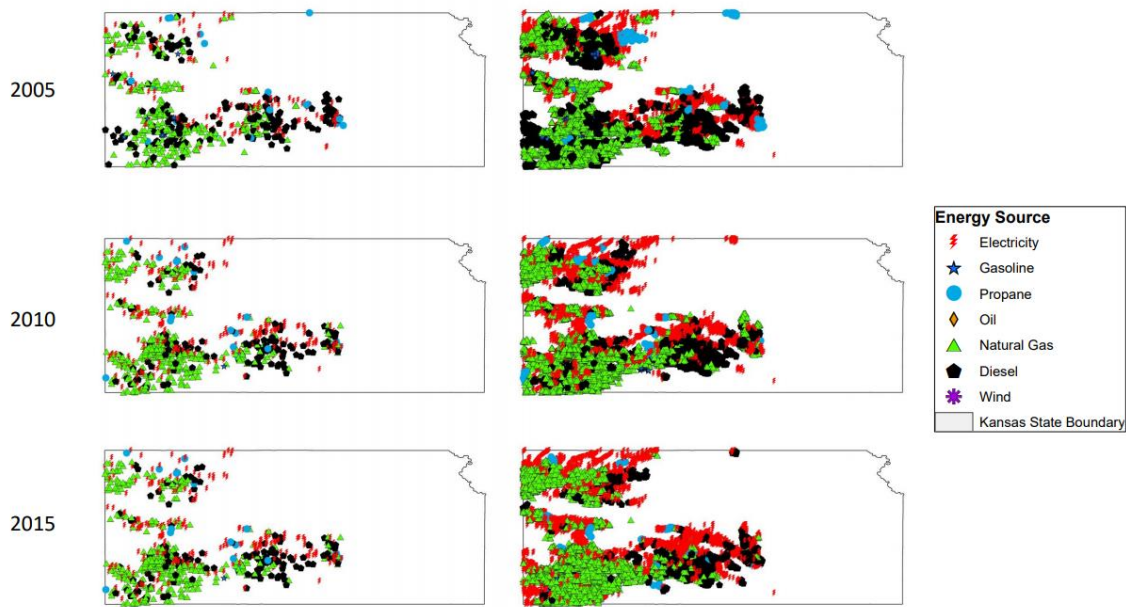 2005
2010
2015
Energy Source
Electricity
Gasoline
Propane
Oil
Natural Gas
Diesel
Wind
Kansas State Boundary